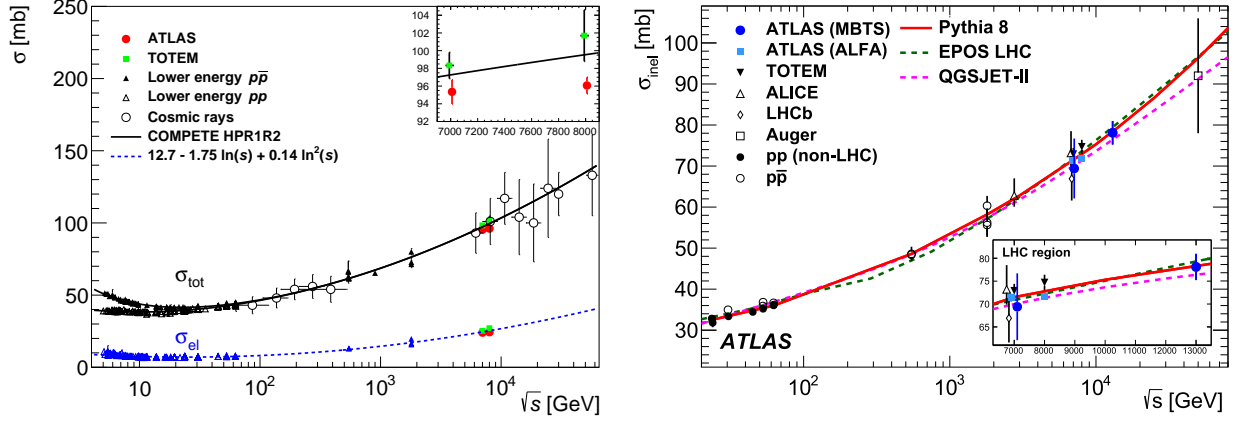 σ [mb]
250
200
150
100
50
0
ATLAS
TOTEM
Lower energy pp̅
Lower energy pp
Cosmic rays
COMPETE HPR1R2
12.7 - 1.75 ln(s) + 0.14 ln²(s)
104
102
100
98
96
94
92
7000 7200 7400 7600 7800 8000
σtot
σel
10 10² 10³ 10⁴
√s [GeV]
σinel [mb]
100
90
80
70
60
50
40
30
ATLAS (MBTS)
ATLAS (ALFA)
TOTEM
ALICE
LHCb
Auger
pp (non-LHC)
pp̅
Pythia 8
EPOS LHC
QGSJET-II
LHC region
80
75
70
65
7000 8000 9000 10000 11000 12000 13000
ATLAS
10² 10³ 10⁴
√s [GeV]